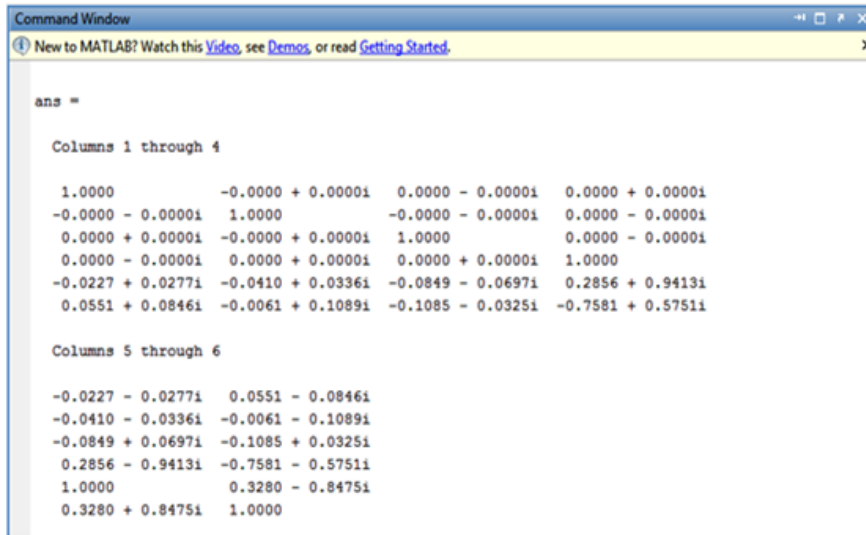 Command Window
New to MATLAB? Watch this Video, see Demos, or read Getting Started.
ans =
Columns 1 through 4
1.0000 -0.0000 + 0.0000i 0.0000 - 0.0000i 0.0000 + 0.0000i
-0.0000 - 0.0000i 1.0000 -0.0000 - 0.0000i 0.0000 - 0.0000i
0.0000 + 0.0000i -0.0000 + 0.0000i 1.0000 0.0000 - 0.0000i
0.0000 - 0.0000i 0.0000 + 0.0000i 0.0000 + 0.0000i 1.0000
-0.0227 + 0.0277i -0.0410 + 0.0336i -0.0849 - 0.0697i 0.2856 + 0.9413i
0.0551 + 0.0846i -0.0061 + 0.1089i -0.1085 - 0.0325i -0.7581 + 0.5751i
Columns 5 through 6
-0.0227 - 0.0277i 0.0551 - 0.0846i
-0.0410 - 0.0336i -0.0061 - 0.1089i
-0.0849 + 0.0697i -0.1085 + 0.0325i
0.2856 - 0.9413i -0.7581 - 0.5751i
1.0000 0.3280 - 0.8475i
0.3280 + 0.8475i 1.0000